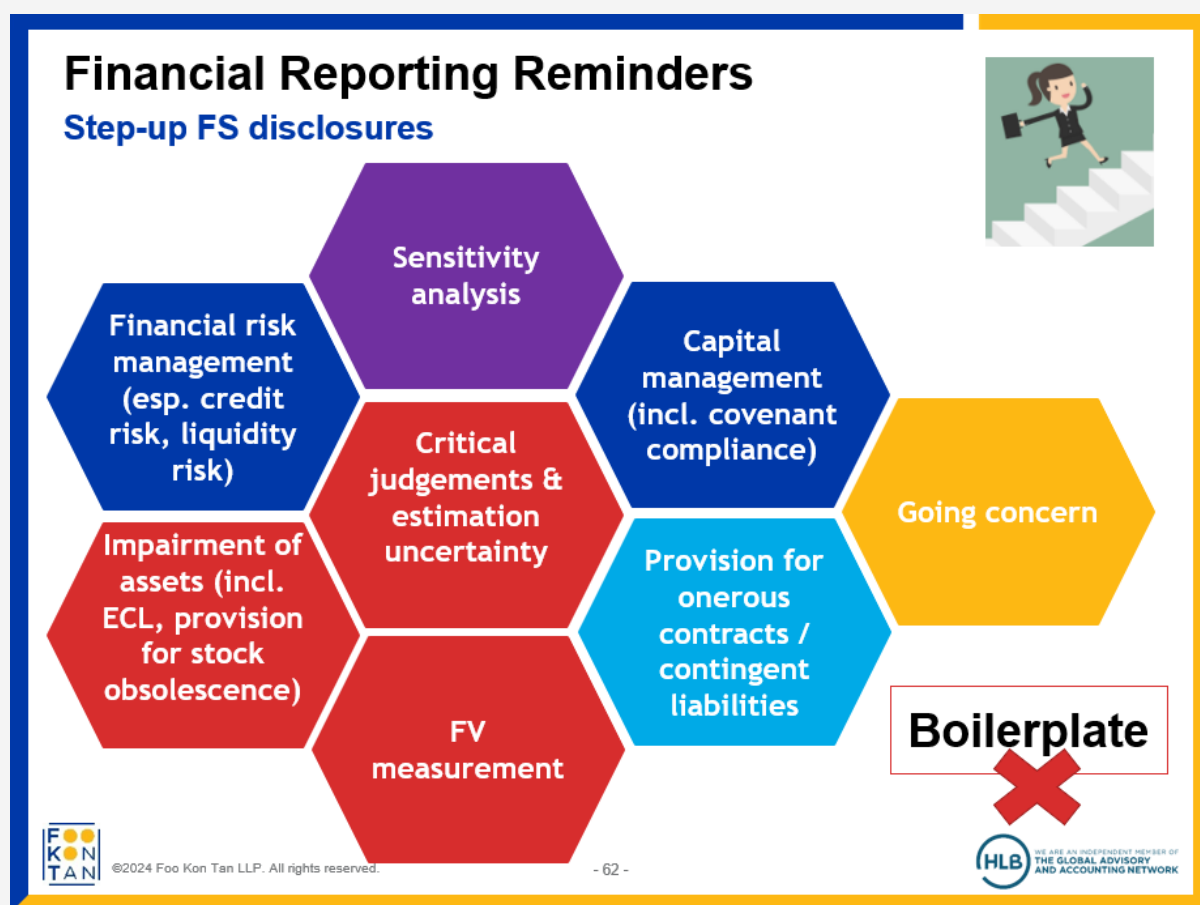 Financial Reporting Reminders
Step-up FS disclosures
Sensitivity
analysis
Financial risk
management
(esp. credit
risk, liquidity
risk)
Capital
management
(incl. covenant
compliance)
Critical
judgements &
estimation
uncertainty
Going concern
Impairment of
assets (incl.
ECL, provision
for stock
obsolescence)
Provision for
onerous
contracts /
contingent
liabilities
FV
measurement
Boilerplate
FOO
KON
TAN
©2024 Foo Kon Tan LLP. All rights reserved.
- 62 -
HLB
WE ARE AN INDEPENDENT MEMBER OF
THE GLOBAL ADVISORY
AND ACCOUNTING NETWORK